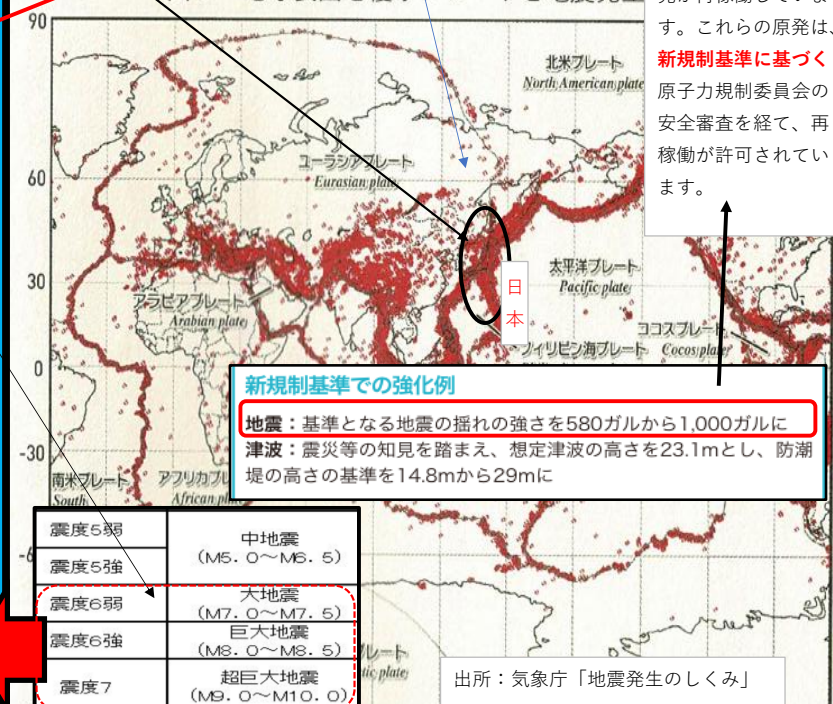 90
す。これらの原発は、
新規制基準に基づく
原子力規制委員会の
安全審査を経て、再
稼働が許可されてい
ます。
北米プレート
North American plate
ユーラシアプレート
Eurasian plate
60
太平洋プレート
Pacific plate
日
本
30
アラビアプレート
Arabian plate
ココスプレート
Cocos plate
フィリピン海プレート
0
新規制基準での強化例
地震：基準となる地震の揺れの強さを580ガルから1,000ガルに
津波：震災等の知見を踏まえ、想定津波の高さを23.1mとし、防潮
堤の高さの基準を14.8mから29mに
-30
南米プレート
South
アフリカプレ
African pl
震度5弱
中地震
(M5. 0〜M6. 5)
震度5強
震度6弱
大地震
(M7. 0〜M7. 5)
震度6強
巨大地震
(M8. 0〜M8. 5)
震度7
超巨大地震
(M9. 0〜M10. 0)
プレート
tic plate
出所：気象庁「地震発生のしくみ」